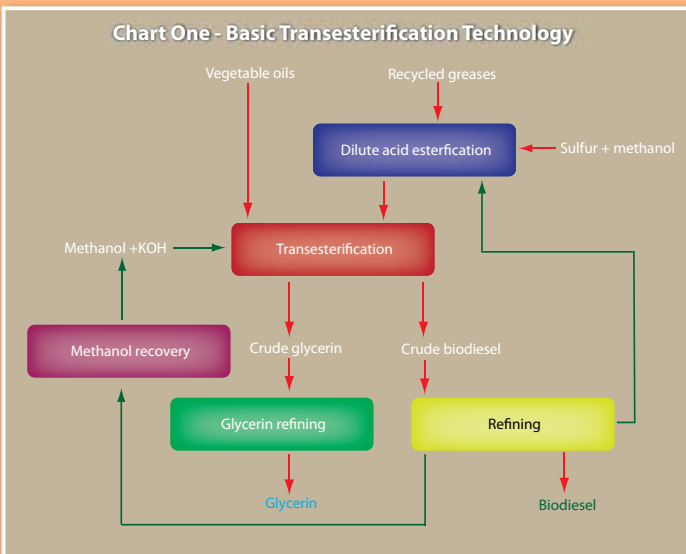 Chart One - Basic Transesterification Technology
Vegetable oils
Recycled greases
Dilute acid esterfication
Sulfur + methanol
Methanol +KOH
Transesterification
Methanol recovery
Crude glycerin
Crude biodiesel
Glycerin refining
Refining
Glycerin
Biodiesel